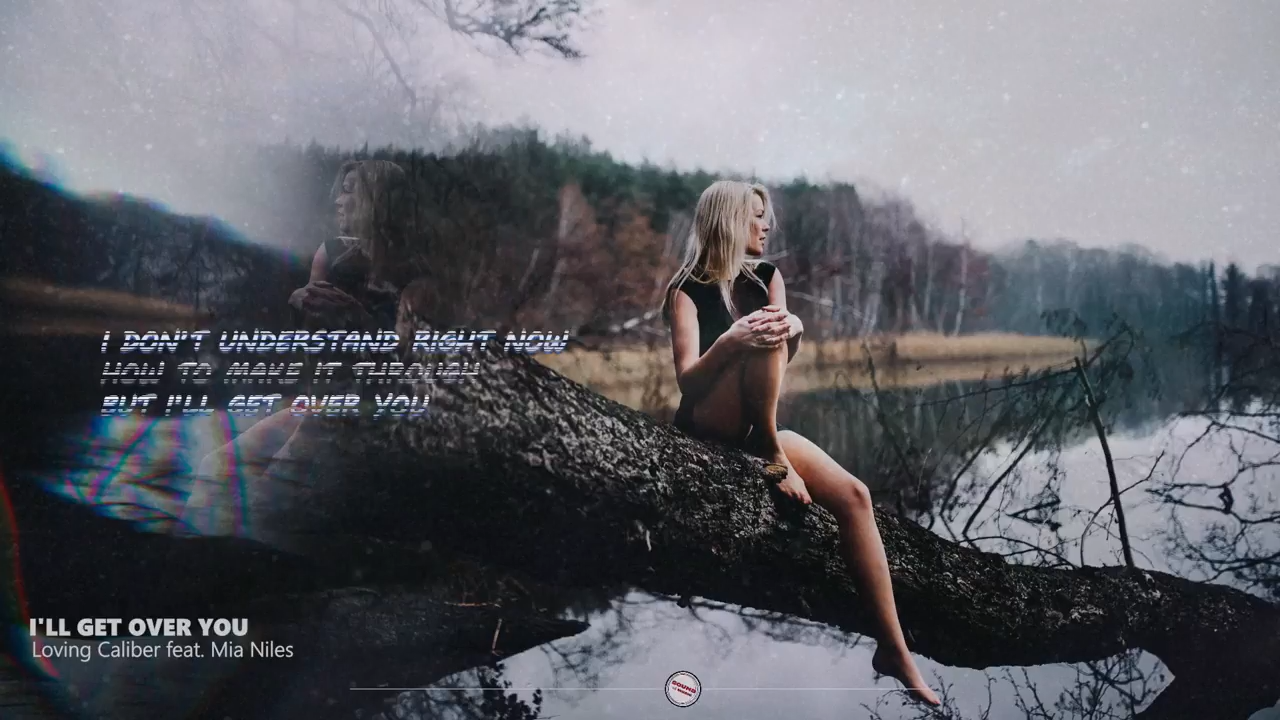 I DON'T UNDERSTAND RIGHT NOW
HOW TO MAKE IT THROUGH
BUT I'LL GET OVER YOU
I'LL GET OVER YOU
Loving Caliber feat. Mia Niles